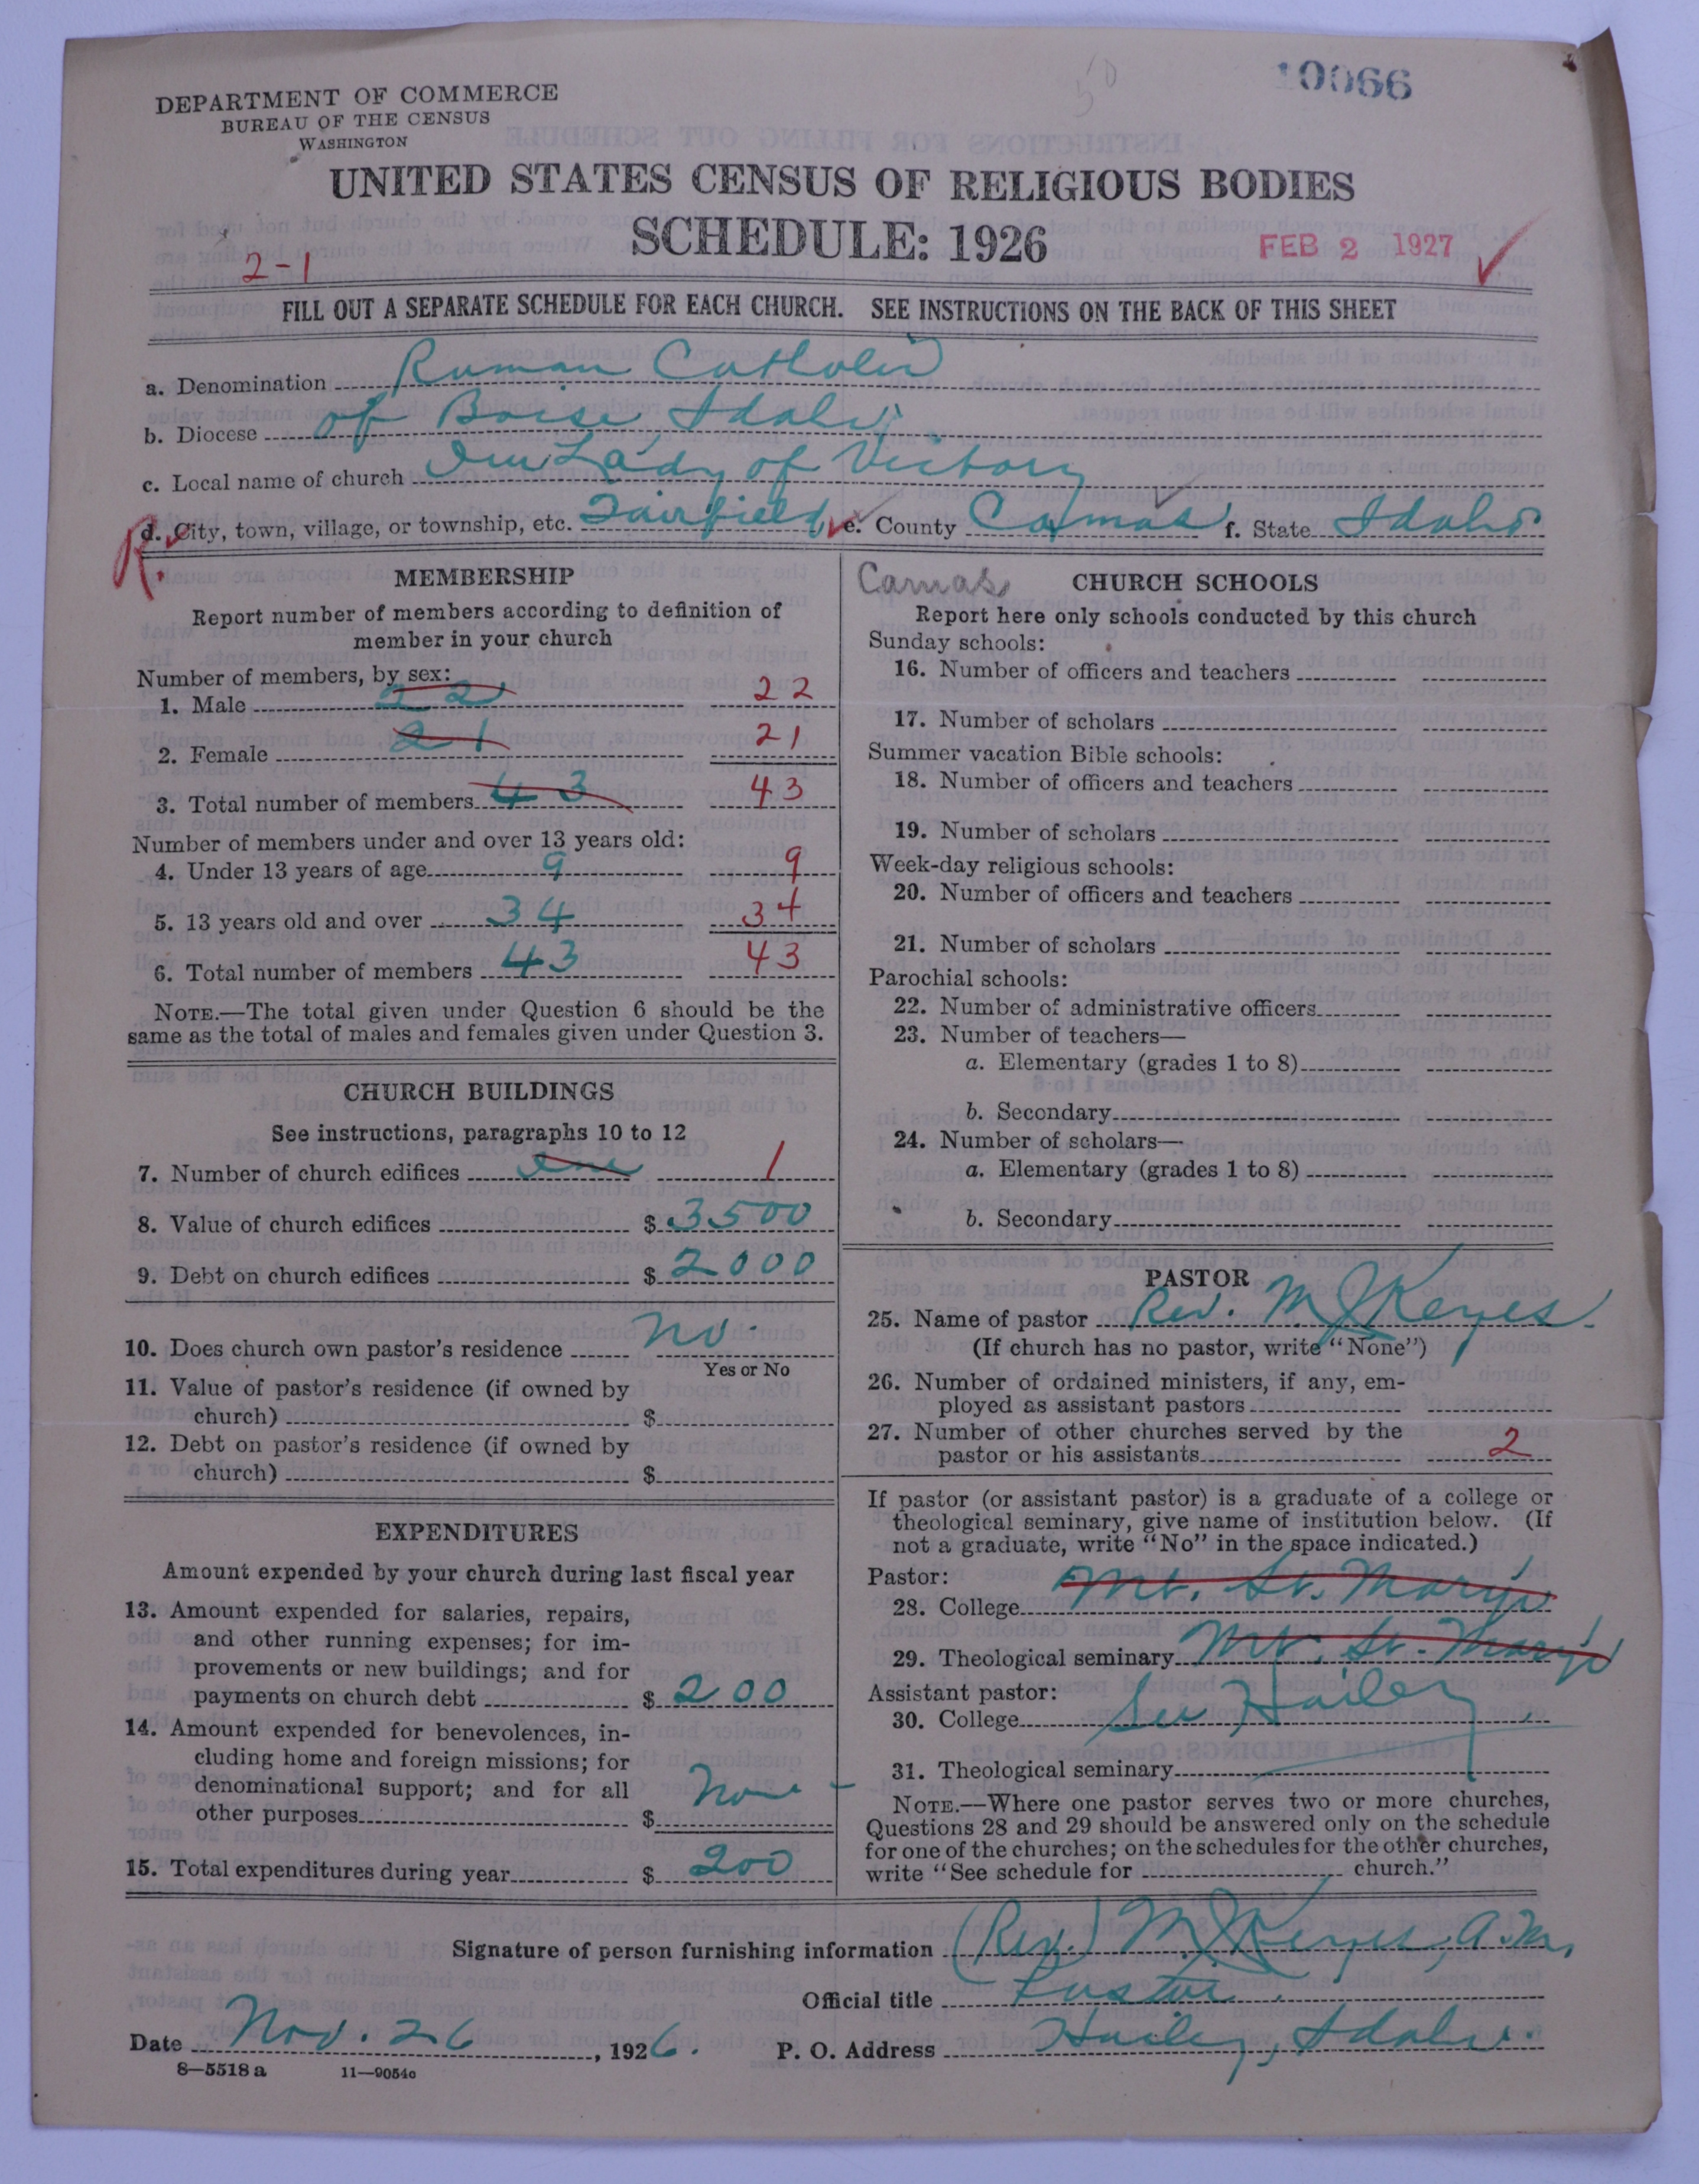 50
10066
DEPARTMENT OF COMMERCE
BUREAU OF THE CENSUS
WASHINGTON
UNITED STATES CENSUS OF RELIGIOUS BODIES
SCHEDULE: 1926
FEB 2 1927
2-1
FILL OUT A SEPARATE SCHEDULE FOR EACH CHURCH. SEE INSTRUCTIONS ON THE BACK OF THIS SHEET
a. Denomination Roman Catholic
b. Diocese of Boise, Idaho
c. Local name of church Our Lady of Victory
d. City, town, village, or township, etc. Fairfield e. County Camas f. State Idaho
R.
MEMBERSHIP
Report number of members according to definition of
member in your church
Number of members, by sex:
1. Male 22 22
2. Female 21 21
3. Total number of members 43 43
Number of members under and over 13 years old:
4. Under 13 years of age 9 9
5. 13 years old and over 34 34
6. Total number of members 43 43
NOTE.—The total given under Question 6 should be the
same as the total of males and females given under Question 3.
CHURCH BUILDINGS
See instructions, paragraphs 10 to 12
7. Number of church edifices one 1
8. Value of church edifices $ 3500
9. Debt on church edifices $ 2000
10. Does church own pastor's residence no.
Yes or No
11. Value of pastor's residence (if owned by
church) $
12. Debt on pastor's residence (if owned by
church) $
EXPENDITURES
Amount expended by your church during last fiscal year
13. Amount expended for salaries, repairs,
and other running expenses; for im-
provements or new buildings; and for
payments on church debt $ 200
14. Amount expended for benevolences, in-
cluding home and foreign missions; for
denominational support; and for all
other purposes $ none
15. Total expenditures during year $ 200
Camas
CHURCH SCHOOLS
Report here only schools conducted by this church
Sunday schools:
16. Number of officers and teachers
17. Number of scholars
Summer vacation Bible schools:
18. Number of officers and teachers
19. Number of scholars
Week-day religious schools:
20. Number of officers and teachers
21. Number of scholars
Parochial schools:
22. Number of administrative officers
23. Number of teachers—
a. Elementary (grades 1 to 8)
b. Secondary
24. Number of scholars—
a. Elementary (grades 1 to 8)
b. Secondary
PASTOR
25. Name of pastor Rev. M J Keyes.
(If church has no pastor, write "None")
26. Number of ordained ministers, if any, em-
ployed as assistant pastors
27. Number of other churches served by the
pastor or his assistants 2
If pastor (or assistant pastor) is a graduate of a college or
theological seminary, give name of institution below. (If
not a graduate, write "No" in the space indicated.)
Pastor:
28. College Mt. St. Mary's
29. Theological seminary Mt. St. Mary's
Assistant pastor:
30. College See Hailey
31. Theological seminary
NOTE.—Where one pastor serves two or more churches,
Questions 28 and 29 should be answered only on the schedule
for one of the churches; on the schedules for the other churches,
write "See schedule for church."
Signature of person furnishing information (Rev.) M J Keyes, A.M.
Official title Pastor.
Date Nov. 26, 1926. P. O. Address Hailey, Idaho.
8—5518 a 11—9054c